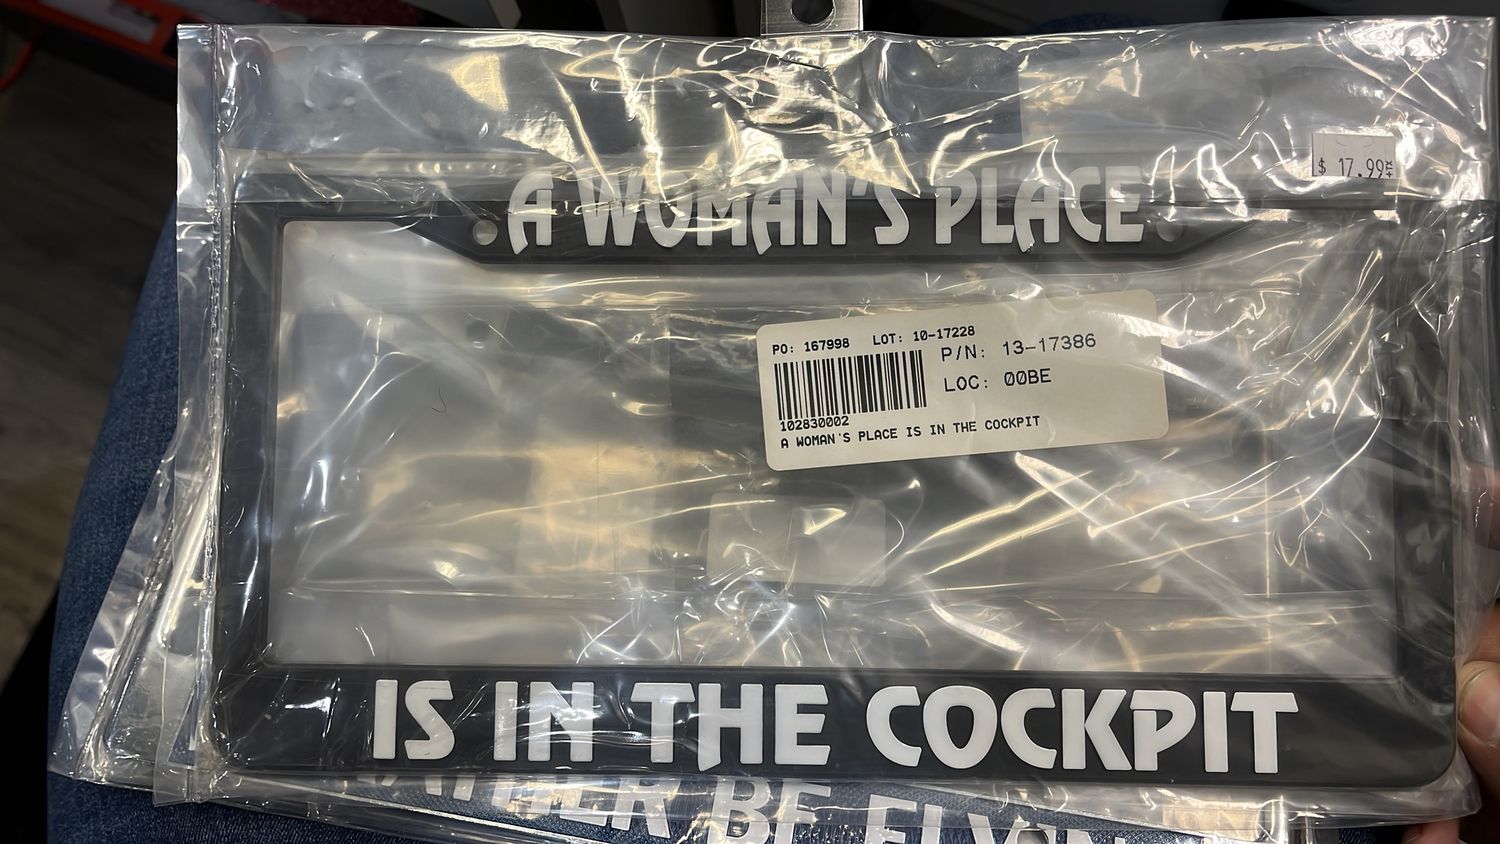 $ 17.99
A WOMAN'S PLACE
PO: 167998 LOT: 10-17228
P/N: 13-17386
LOC: 00BE
102830002
A WOMAN'S PLACE IS IN THE COCKPIT
IS IN THE COCKPIT
BE